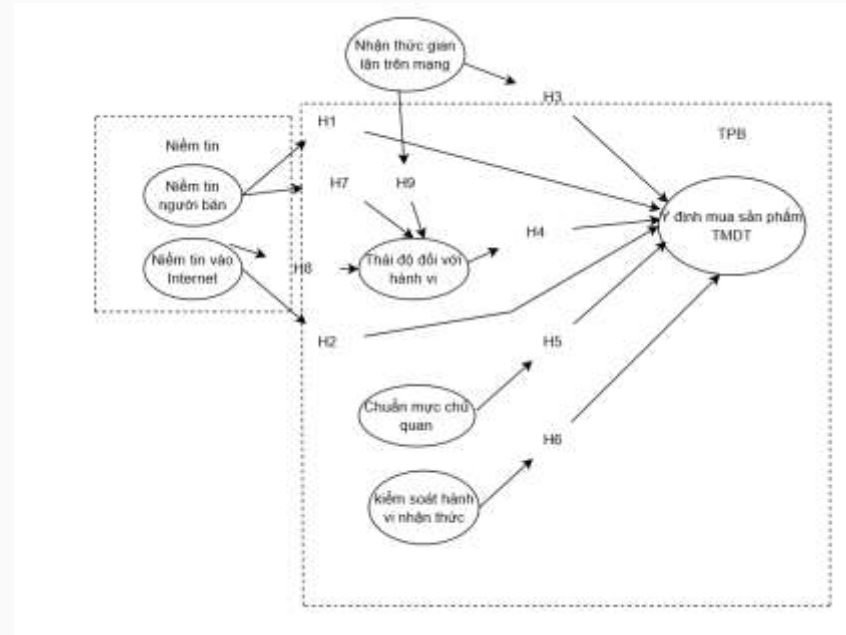 Nhận thức gian
lận trên mạng
H3
H1
TPB
Niềm tin
Niềm tin
người bán
H7
H9
Ý định mua sản phẩm
TMDT
H4
Niềm tin vào
Internet
H8
Thái độ đối với
hành vi
H2
H5
Chuẩn mực chủ
quan
H6
kiểm soát hành
vi nhận thức